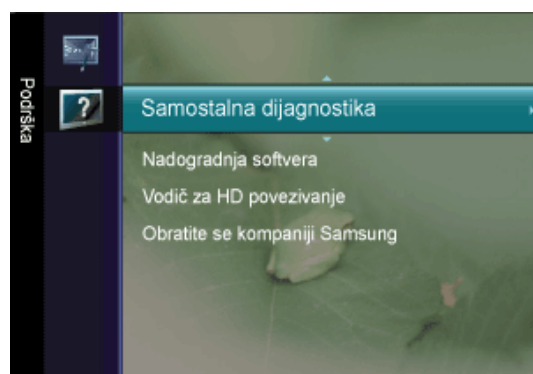 Podrška
Samostalna dijagnostika
Nadogradnja softvera
Vodič za HD povezivanje
Obratite se kompaniji Samsung